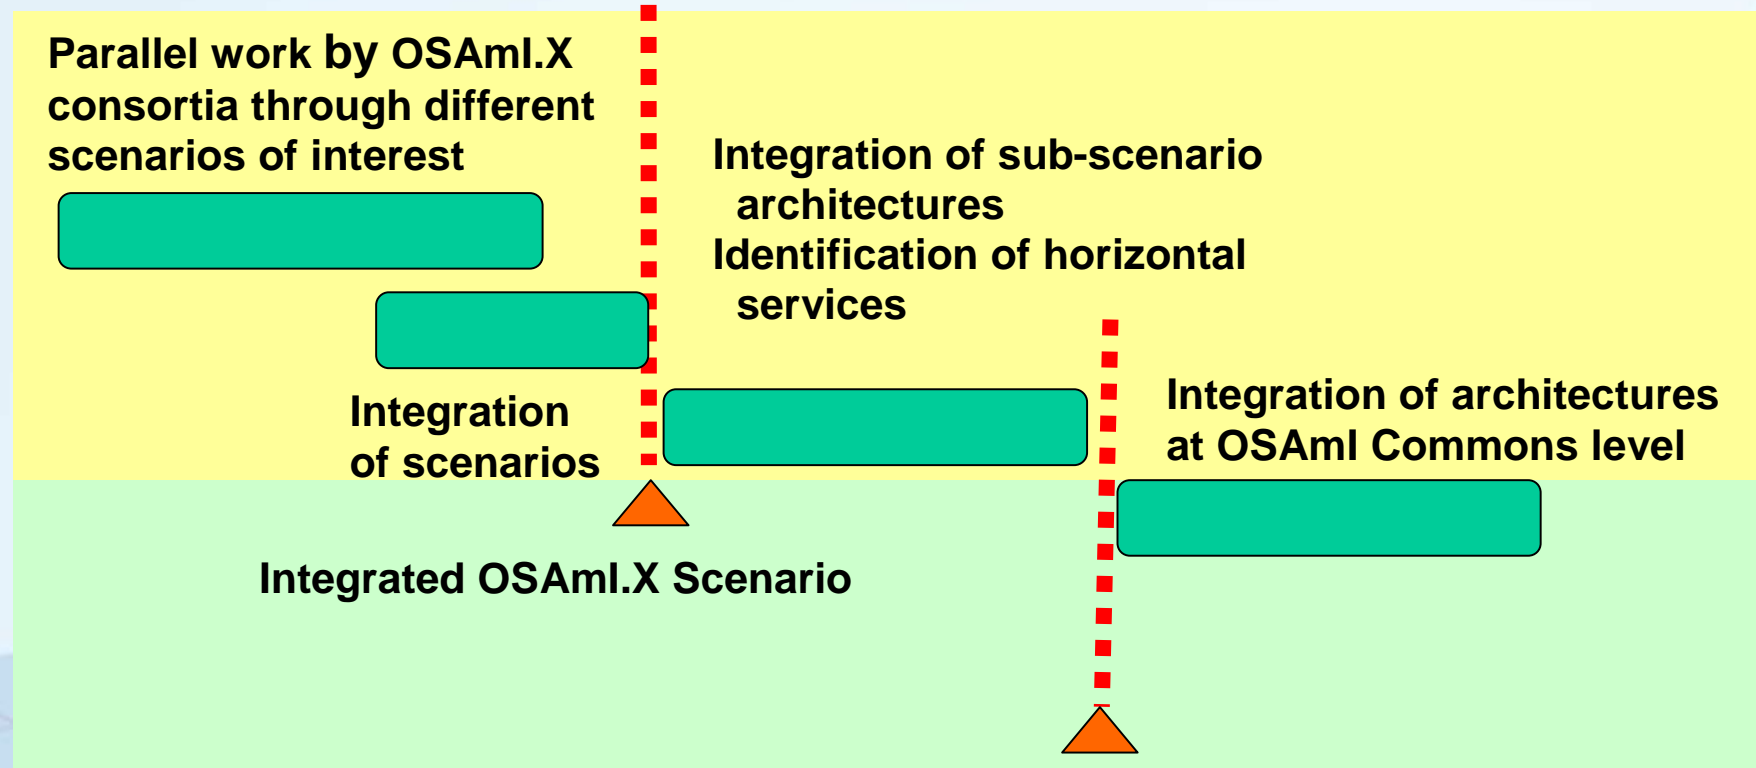 Parallel work by OSAmI.X
consortia through different
scenarios of interest
Integration of sub-scenario
architectures
Identification of horizontal
services
Integration
of scenarios
Integration of architectures
at OSAmI Commons level
Integrated OSAmI.X Scenario